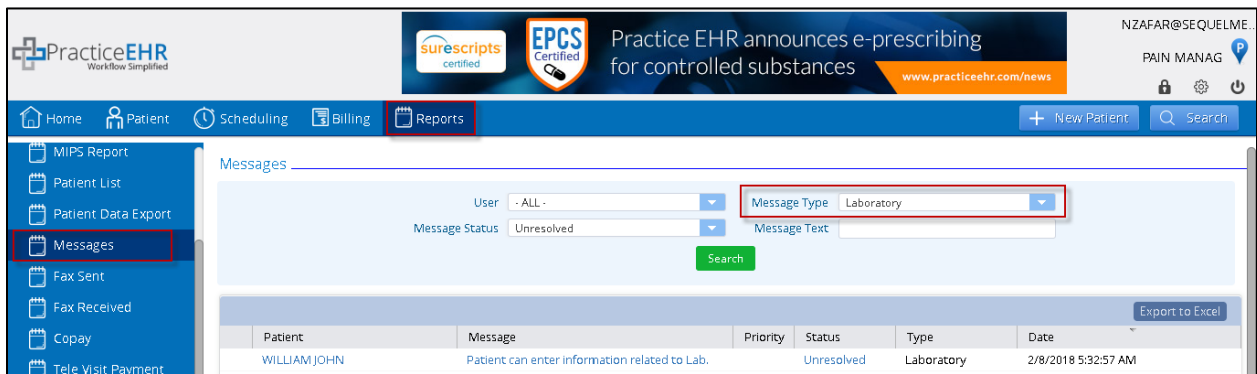 NZAFAR@SEQUELME..
PracticeEHR
Workflow Simplified
surescripts
certified
EPCS
Certified
Practice EHR announces e-prescribing
for controlled substances
www.practiceehr.com/news
PAIN MANAG
P
Home Patient Scheduling Billing Reports + New Patient Search
MIPS Report
Patient List
Patient Data Export
Messages
Fax Sent
Fax Received
Copay
Tele Visit Payment
Messages
User - ALL - Message Type Laboratory
Message Status Unresolved Message Text
Search
Export to Excel
Patient Message Priority Status Type Date
WILLIAM JOHN Patient can enter information related to Lab. Unresolved Laboratory 2/8/2018 5:32:57 AM